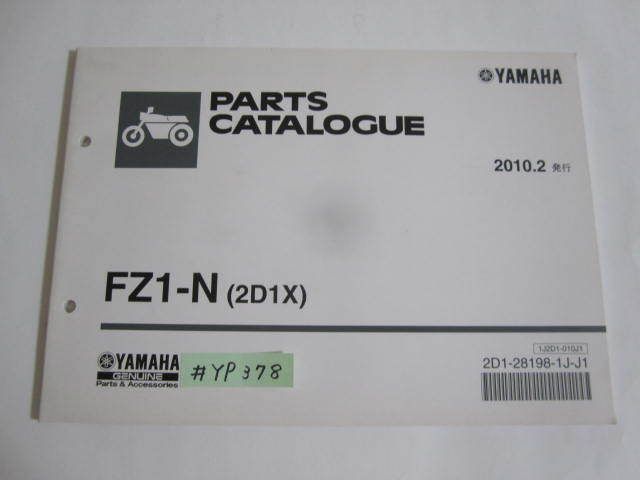 YAMAHA
PARTS
CATALOGUE
2010.2 発行
FZ1-N (2D1X)
1J2D1-010J1
YAMAHA
GENUINE
Parts & Accessories
#YP378
2D1-28198-1J-J1